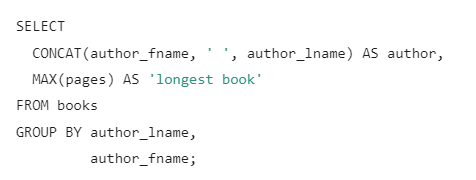 SELECT
  CONCAT(author_fname, ' ', author_lname) AS author,
  MAX(pages) AS 'longest book'
FROM books
GROUP BY author_lname,
         author_fname;